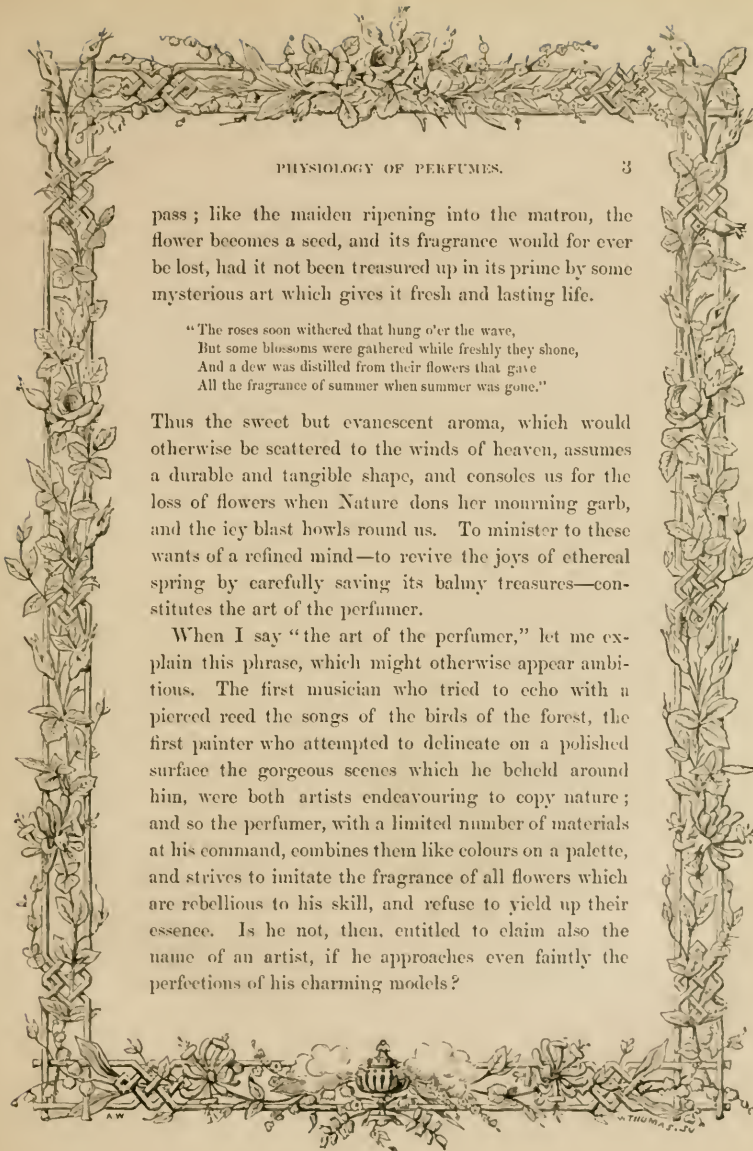 PHYSIOLOGY OF PERFUMES. 3
pass ; like the maiden ripening into the matron, the
flower becomes a seed, and its fragrance would for ever
be lost, had it not been treasured up in its prime by some
mysterious art which gives it fresh and lasting life.
“The roses soon withered that hung o'er the wave,
But some blossoms were gathered while freshly they shone,
And a dew was distilled from their flowers that gave
All the fragrance of summer when summer was gone.”
Thus the sweet but evanescent aroma, which would
otherwise be scattered to the winds of heaven, assumes
a durable and tangible shape, and consoles us for the
loss of flowers when Nature dons her mourning garb,
and the icy blast howls round us. To minister to these
wants of a refined mind—to revive the joys of ethereal
spring by carefully saving its balmy treasures—con-
stitutes the art of the perfumer.
When I say “the art of the perfumer,” let me ex-
plain this phrase, which might otherwise appear ambi-
tious. The first musician who tried to echo with a
pierced reed the songs of the birds of the forest, the
first painter who attempted to delineate on a polished
surface the gorgeous scenes which he beheld around
him, were both artists endeavouring to copy nature ;
and so the perfumer, with a limited number of materials
at his command, combines them like colours on a palette,
and strives to imitate the fragrance of all flowers which
are rebellious to his skill, and refuse to yield up their
essence. Is he not, then, entitled to claim also the
name of an artist, if he approaches even faintly the
perfections of his charming models?
A W
THOMAS. SC